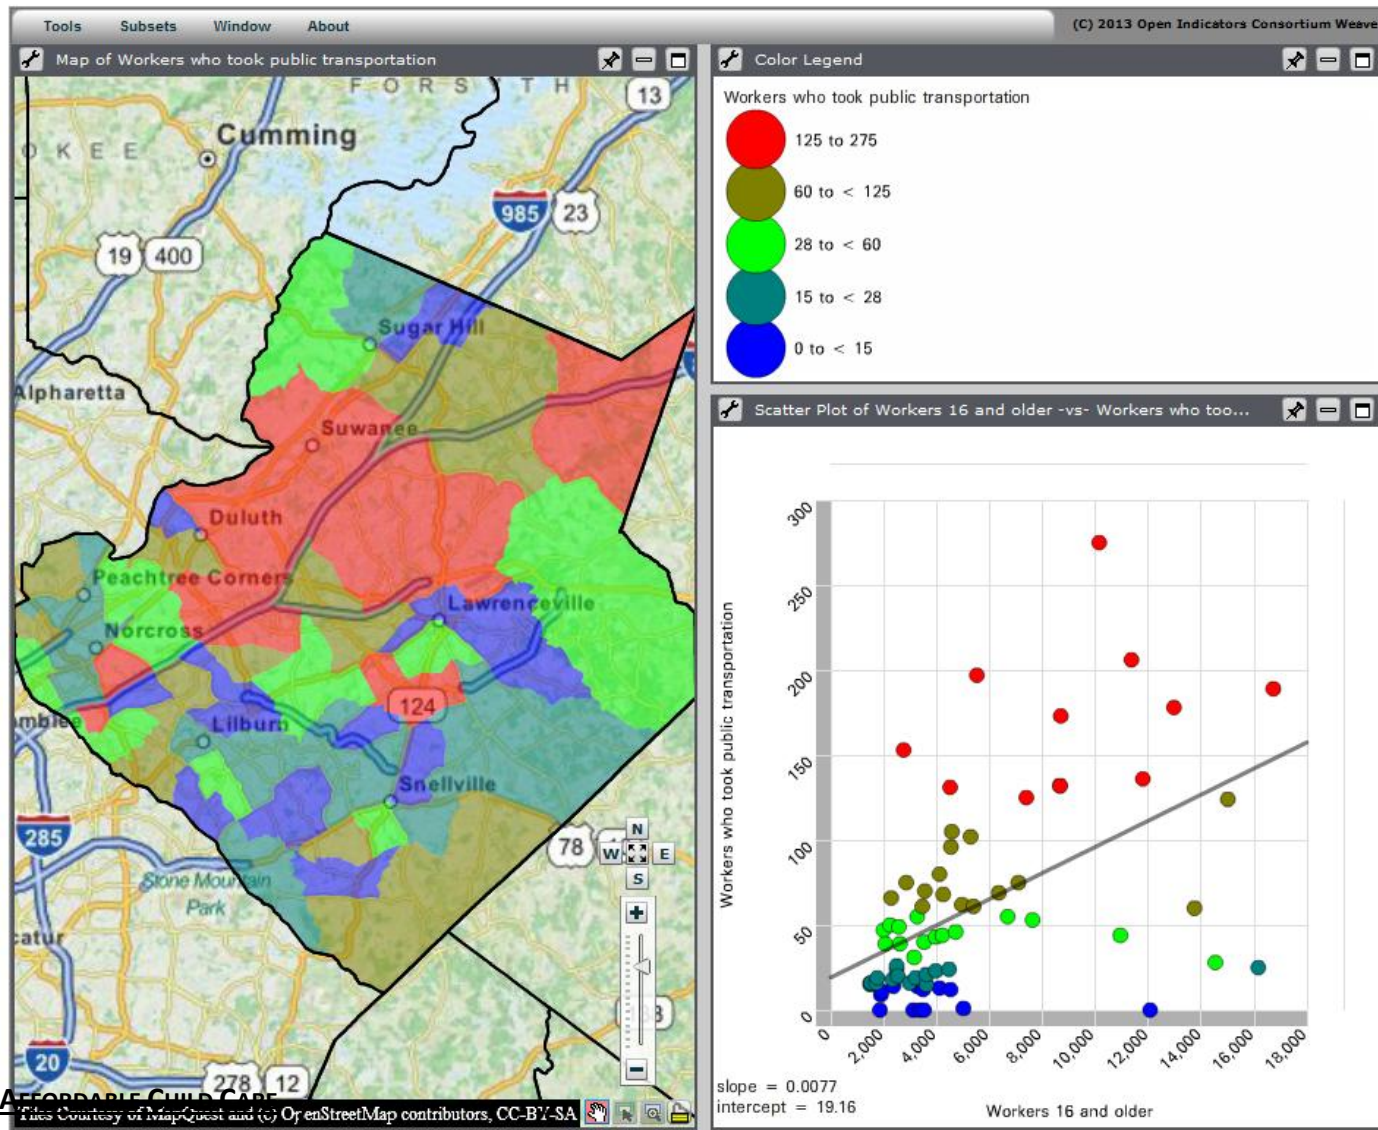 Tools Subsets Window About
(C) 2013 Open Indicators Consortium Weave
Map of Workers who took public transportation
FORSYTH
13
Cumming
OKEE
985
23
19
400
Sugar Hill
Alpharetta
Suwanee
Duluth
Peachtree Corners
Lawrenceville
Norcross
124
mblee
Lilburn
Snellville
285
78
N
W E
S
Stone Mountain
Park
catur
20
278
12
AFFORDABLE CHILD CARE
Tiles Courtesy of MapQuest and (c) OpenStreetMap contributors, CC-BY-SA
Color Legend
Workers who took public transportation
125 to 275
60 to < 125
28 to < 60
15 to < 28
0 to < 15
Scatter Plot of Workers 16 and older -vs- Workers who too...
Workers who took public transportation
300
250
200
150
100
50
0
0 2,000 4,000 6,000 8,000 10,000 12,000 14,000 16,000 18,000
slope = 0.0077
intercept = 19.16
Workers 16 and older